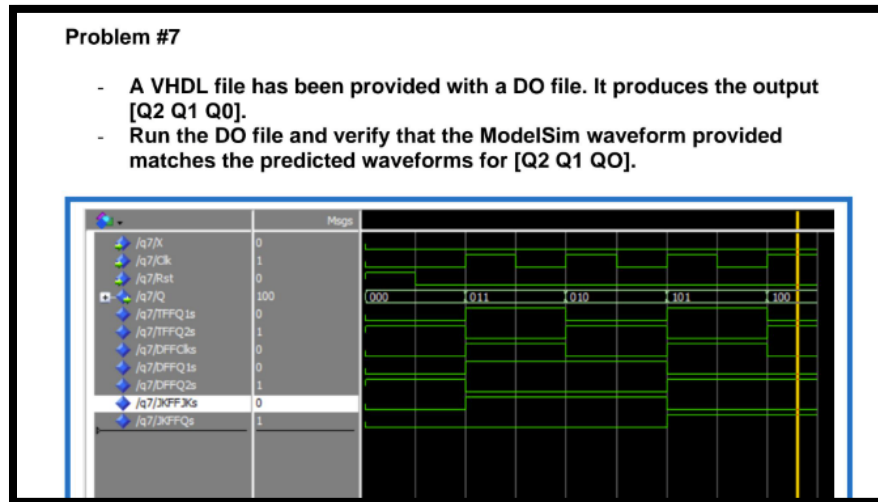 Problem #7
- A VHDL file has been provided with a DO file. It produces the output
[Q2 Q1 Q0].
- Run the DO file and verify that the ModelSim waveform provided
matches the predicted waveforms for [Q2 Q1 QO].
Msgs
/q7/X 0
/q7/Clk 1
/q7/Rst 0
/q7/Q 100 000 011 010 101 100
/q7/TFFQ1s 0
/q7/TFFQ2s 1
/q7/DFFClks 0
/q7/DFFQ1s 0
/q7/DFFQ2s 1
/q7/JKFFJKs 0
/q7/JKFFQs 1